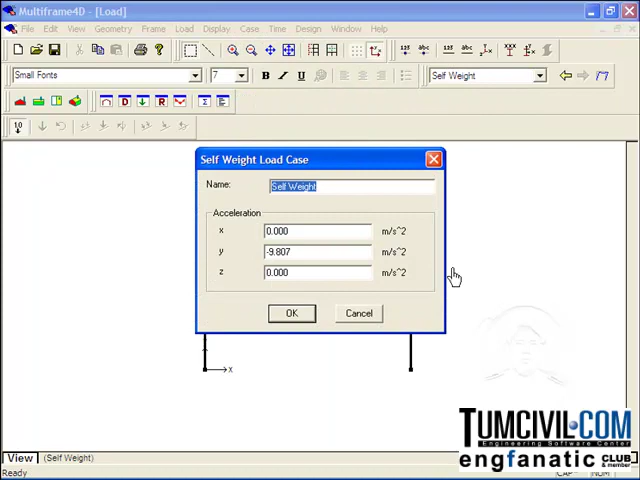 Multiframe4D - [Load]
File Edit View Geometry Frame Load Display Case Time Design Window Help
Small Fonts 7 B I U Self Weight
Self Weight Load Case
Name: Self Weight
Acceleration
x 0.000 m/s^2
y -9.807 m/s^2
z 0.000 m/s^2
OK Cancel
x
TUMCIVIL.COM
Engineering Software Center
engfanatic CLUB
& member
View (Self Weight)
Ready